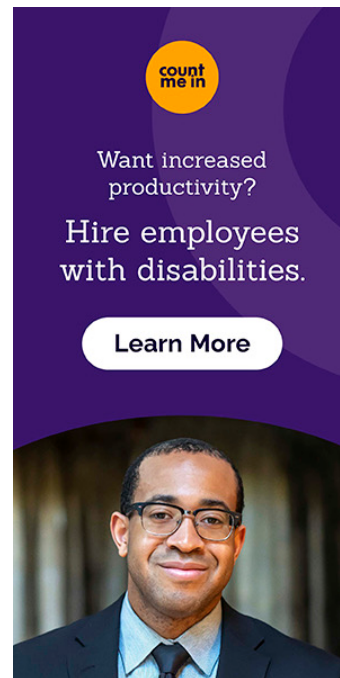 count
me in
Want increased
productivity?
Hire employees
with disabilities.
Learn More